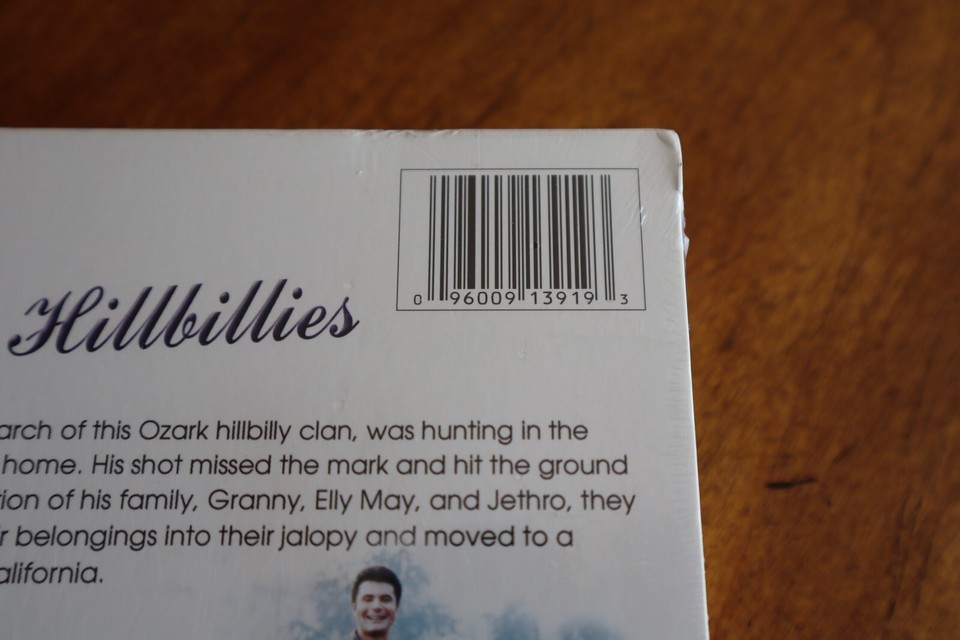 0 96009 13919 3
Hillbillies
arch of this Ozark hillbilly clan, was hunting in the
home. His shot missed the mark and hit the ground
ion of his family, Granny, Elly May, and Jethro, they
r belongings into their jalopy and moved to a
alifornia.